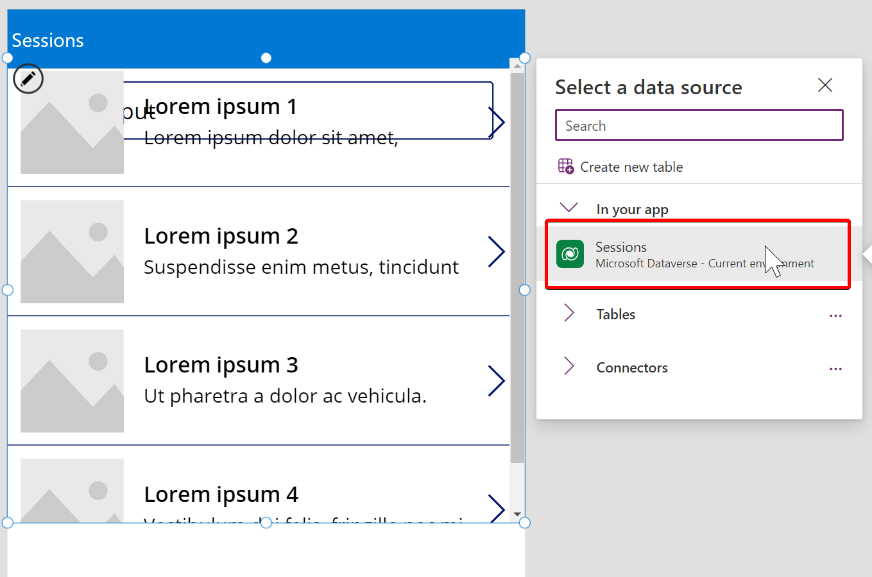 Sessions
put
Lorem ipsum 1
Lorem ipsum dolor sit amet,
Lorem ipsum 2
Suspendisse enim metus, tincidunt
Lorem ipsum 3
Ut pharetra a dolor ac vehicula.
Lorem ipsum 4
Select a data source
Search
Create new table
In your app
Sessions
Microsoft Dataverse - Current environment
Tables
...
Connectors
...